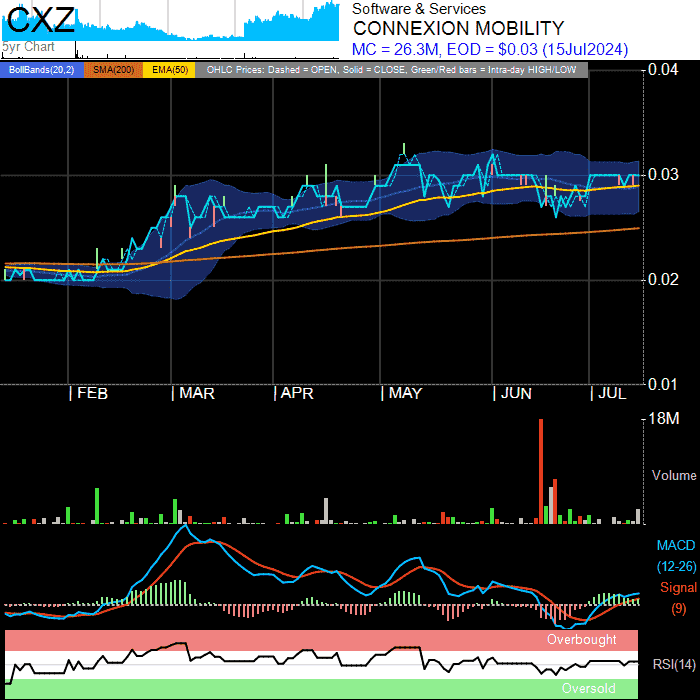 CXZ
5yr Chart
Software & Services
CONNEXION MOBILITY
MC = 26.3M, EOD = $0.03 (15Jul2024)
BollBands(20,2) SMA(200) EMA(50) OHLC Prices: Dashed = OPEN, Solid = CLOSE, Green/Red bars = Intra-day HIGH/LOW
0.04
0.03
0.02
0.01
| FEB | MAR | APR | MAY | JUN | JUL
18M
Volume
MACD
(12-26)
Signal
(9)
Overbought
RSI(14)
Oversold